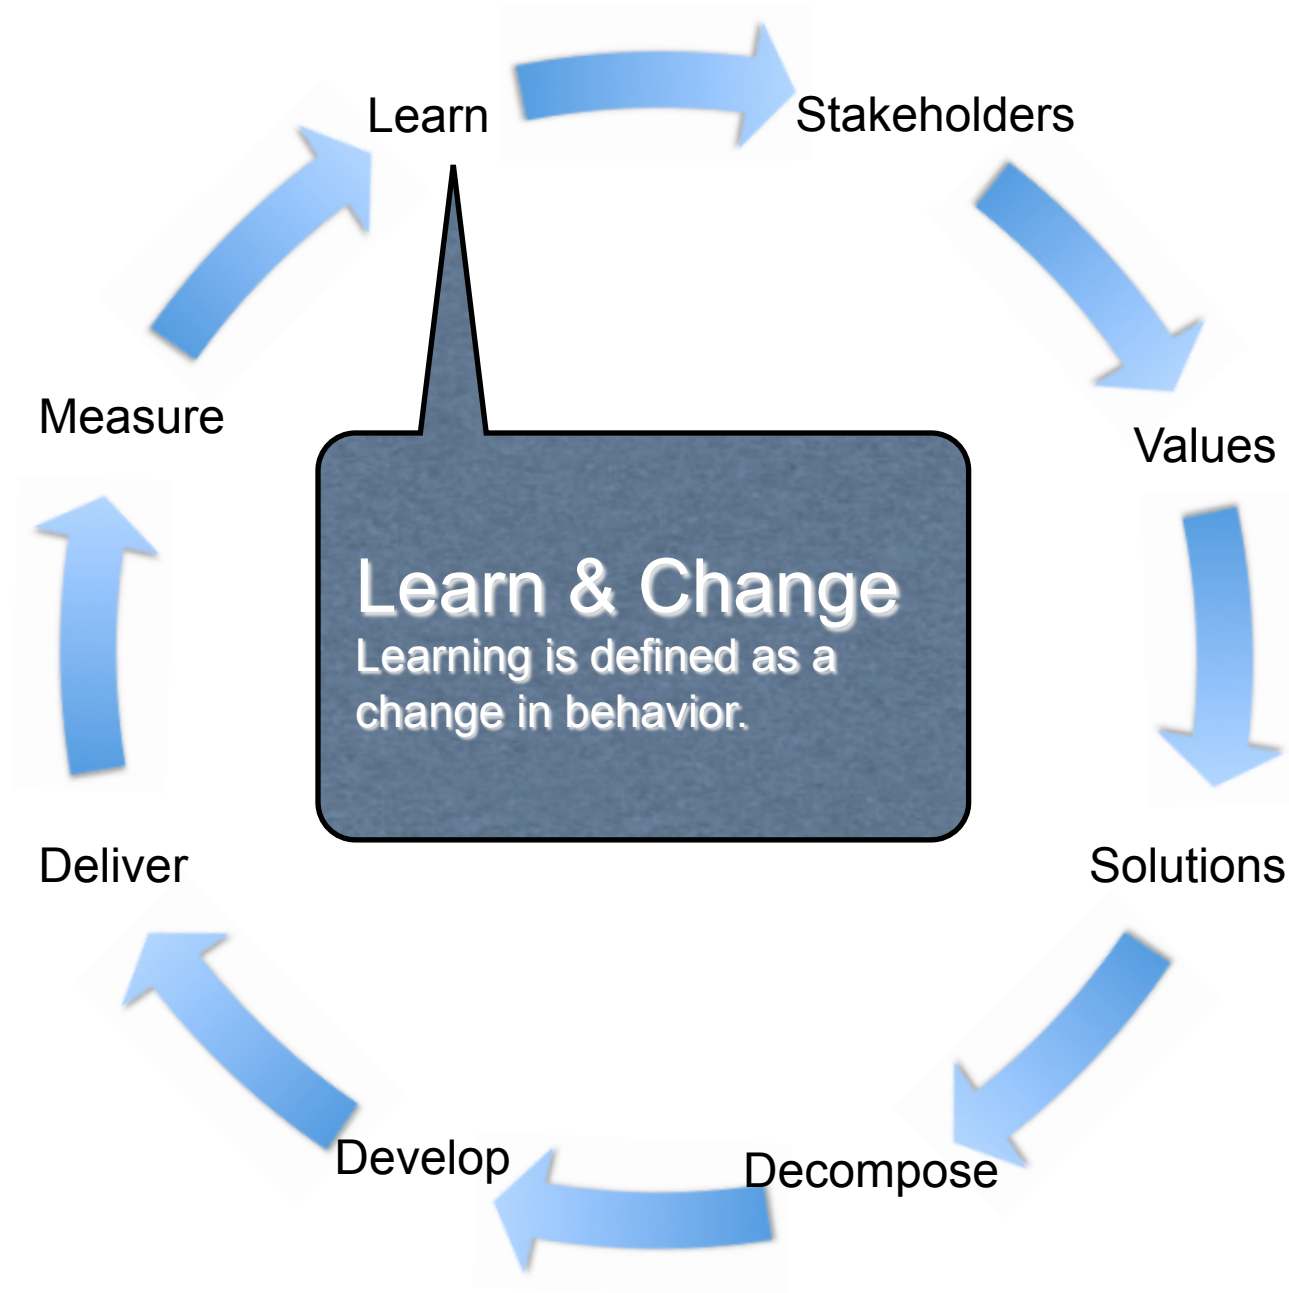 Learn
Stakeholders
Measure
Values
Learn & Change
Learning is defined as a
change in behavior.
Deliver
Solutions
Develop
Decompose